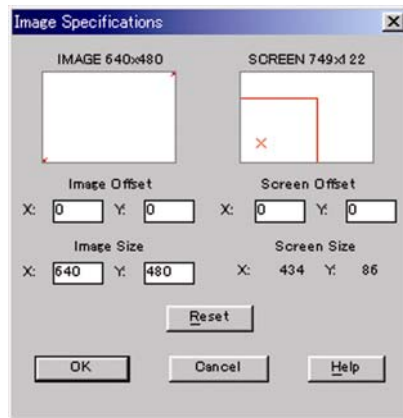 Image Specifications
IMAGE 640x480 SCREEN 749x122
Image Offset Screen Offset
X: 0 Y: 0 X: 0 Y: 0
Image Size Screen Size
X: 640 Y: 480 X: 434 Y: 86
Reset
OK Cancel Help